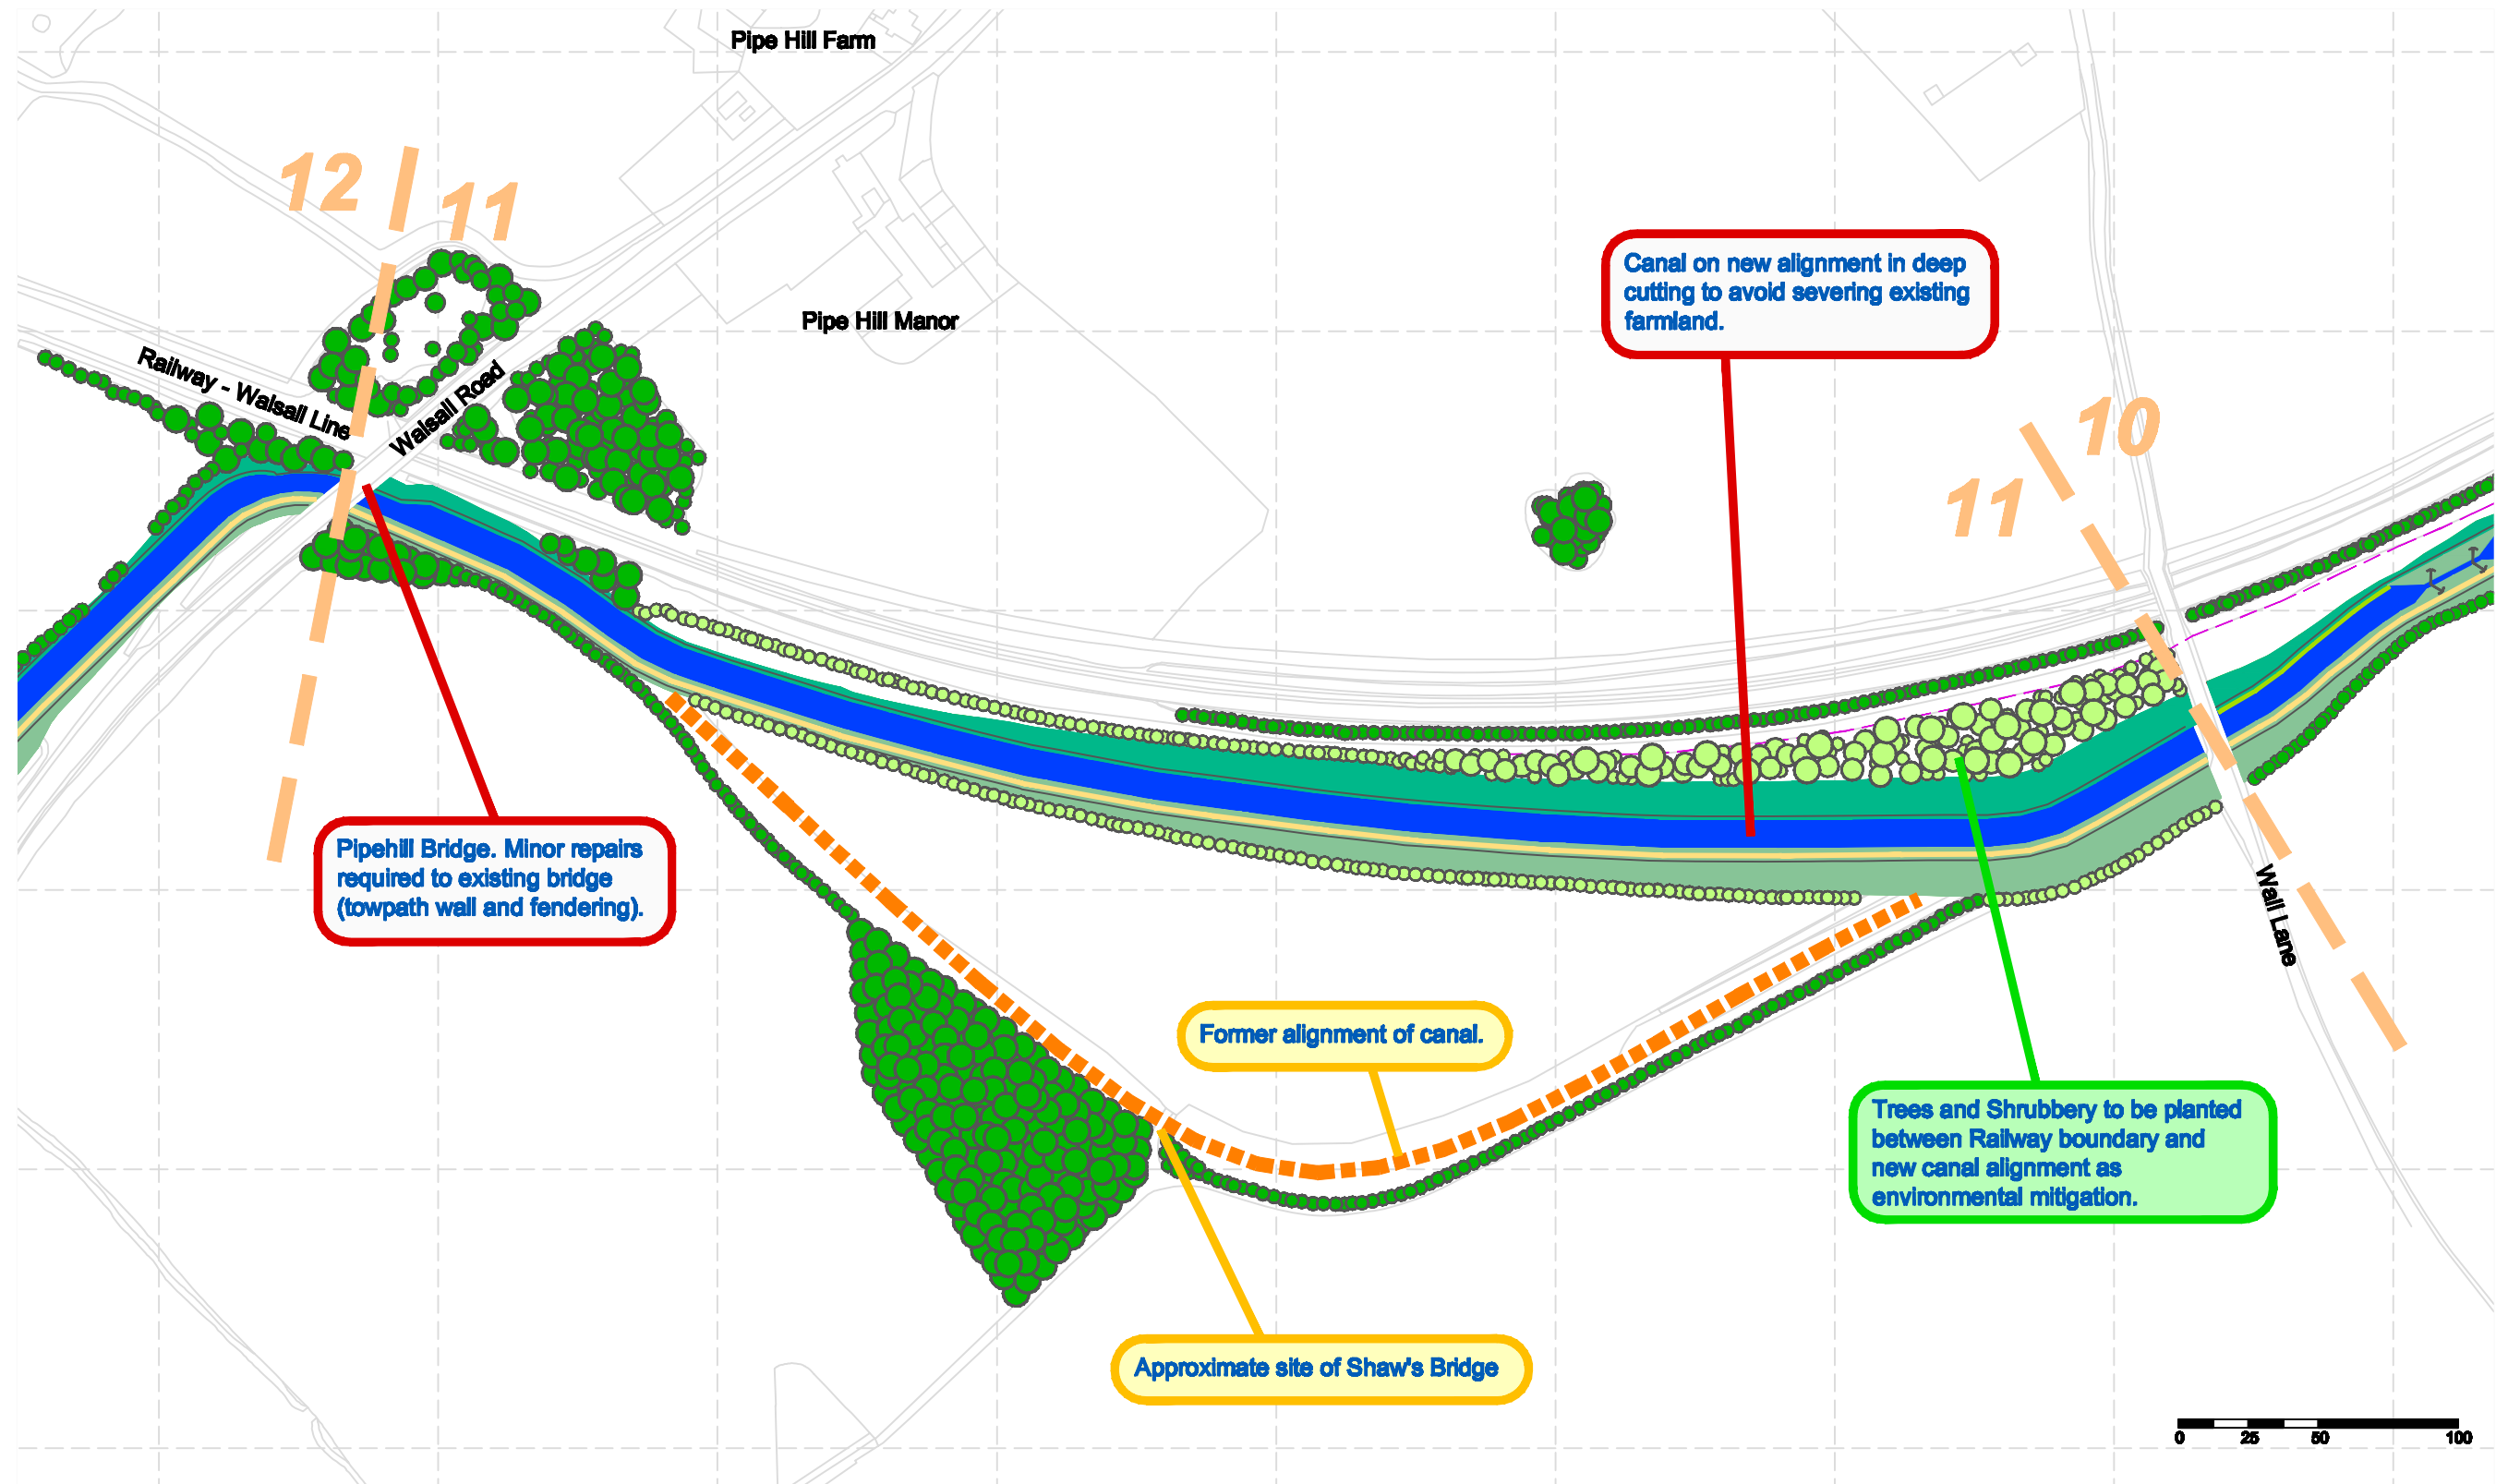 Pipe Hill Farm
12
11
Pipe Hill Manor
Canal on new alignment in deep
cutting to avoid severing existing
farmland.
Railway - Walsall Line
Walsall Road
10
11
Pipehill Bridge. Minor repairs
required to existing bridge
(towpath wall and fendering).
Wall Lane
Former alignment of canal.
Trees and Shrubbery to be planted
between Railway boundary and
new canal alignment as
environmental mitigation.
Approximate site of Shaw's Bridge
0 25 50 100